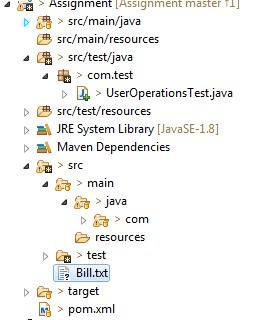 > Assignment [Assignment master ↑1]
> src/main/java
src/main/resources
> src/test/java
> com.test
> UserOperationsTest.java
> src/test/resources
JRE System Library [JavaSE-1.8]
Maven Dependencies
> src
> main
> java
> com
resources
> test
Bill.txt
> target
> pom.xml